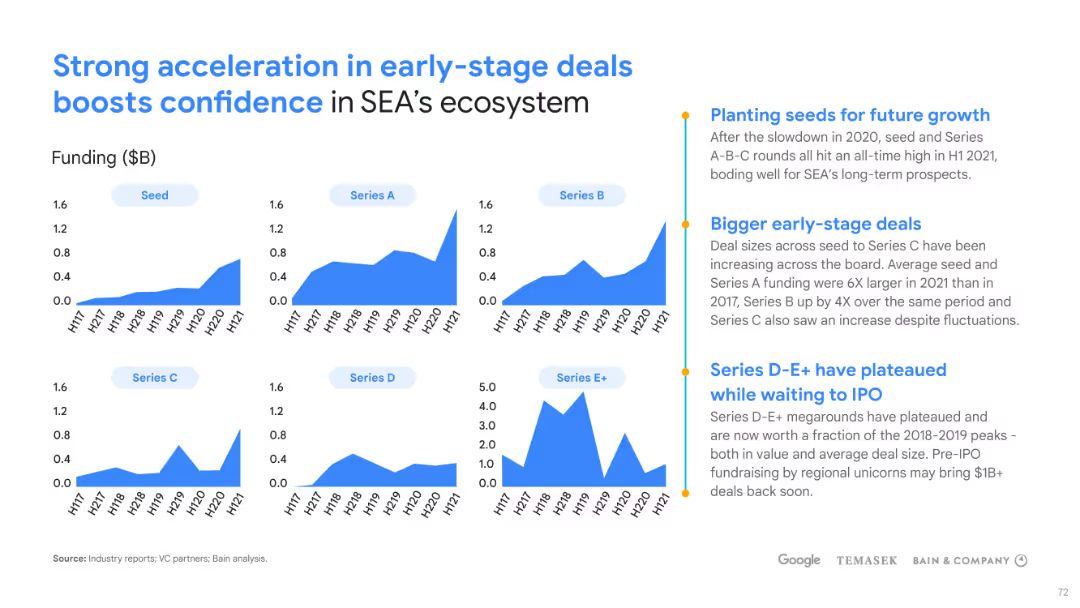 Strong acceleration in early-stage deals
boosts confidence in SEA's ecosystem
Funding ($B)
Seed
1.6
1.2
0.8
0.4
0.0
H117
H217
H118
H218
H119
H219
H120
H220
H121
Series A
1.6
1.2
0.8
0.4
0.0
H117
H217
H118
H218
H119
H219
H120
H220
H121
Series B
1.6
1.2
0.8
0.4
0.0
H117
H217
H118
H218
H119
H219
H120
H220
H121
Series C
1.6
1.2
0.8
0.4
0.0
H117
H217
H118
H218
H119
H219
H120
H220
H121
Series D
1.6
1.2
0.8
0.4
0.0
H117
H217
H118
H218
H119
H219
H120
H220
H121
Series E+
5.0
4.0
3.0
2.0
1.0
0.0
H117
H217
H118
H218
H119
H219
H120
H220
H121
Planting seeds for future growth
After the slowdown in 2020, seed and Series
A-B-C rounds all hit an all-time high in H1 2021,
boding well for SEA's long-term prospects.
Bigger early-stage deals
Deal sizes across seed to Series C have been
increasing across the board. Average seed and
Series A funding were 6X larger in 2021 than in
2017, Series B up by 4X over the same period and
Series C also saw an increase despite fluctuations.
Series D-E+ have plateaued
while waiting to IPO
Series D-E+ megarounds have plateaued and
are now worth a fraction of the 2018-2019 peaks -
both in value and average deal size. Pre-IPO
fundraising by regional unicorns may bring $1B+
deals back soon.
Source: Industry reports; VC partners; Bain analysis.
Google TEMASEK BAIN & COMPANY
72